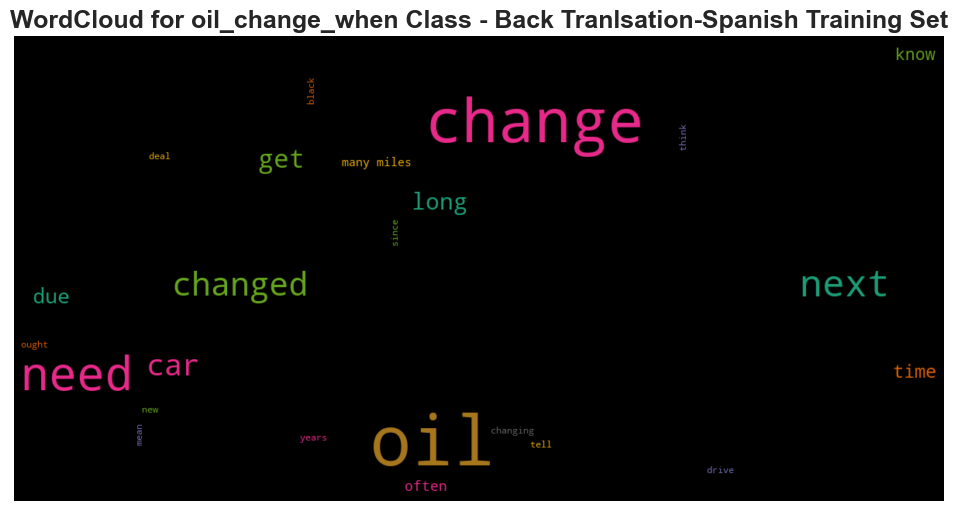 WordCloud for oil_change_when Class - Back Tranlsation-Spanish Training Set
know
black
change
think
deal
get
many miles
long
since
changed
next
due
ought
need
car
time
new
mean
years
oil
changing
tell
drive
often